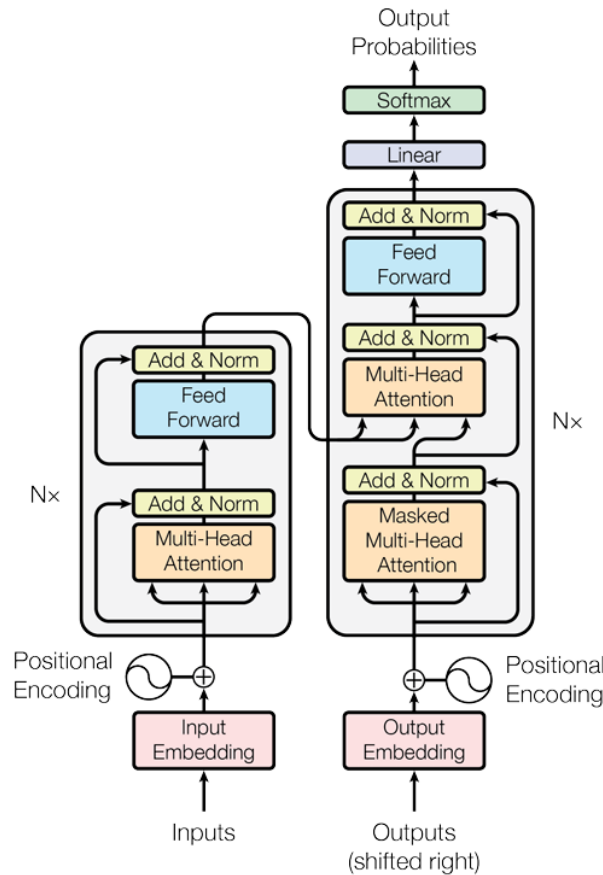 Output
Probabilities
Softmax
Linear
Add & Norm
Feed
Forward
Add & Norm
Multi-Head
Attention
Add & Norm
Masked
Multi-Head
Attention
Nx
Add & Norm
Feed
Forward
Add & Norm
Multi-Head
Attention
Nx
Positional
Encoding
Positional
Encoding
Input
Embedding
Output
Embedding
Inputs
Outputs
(shifted right)